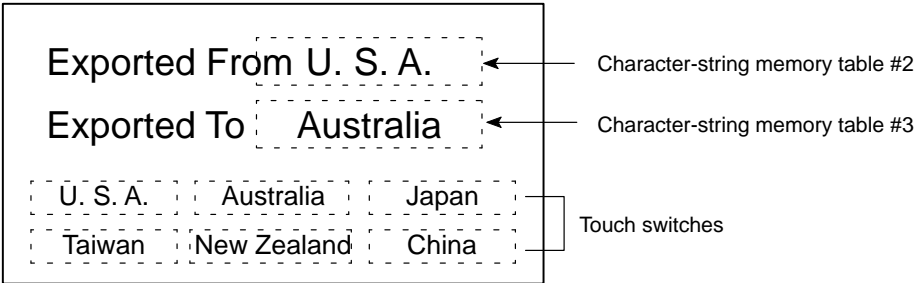 Exported From U. S. A.
Character-string memory table #2
Exported To Australia
Character-string memory table #3
U. S. A. Australia Japan
Touch switches
Taiwan New Zealand China